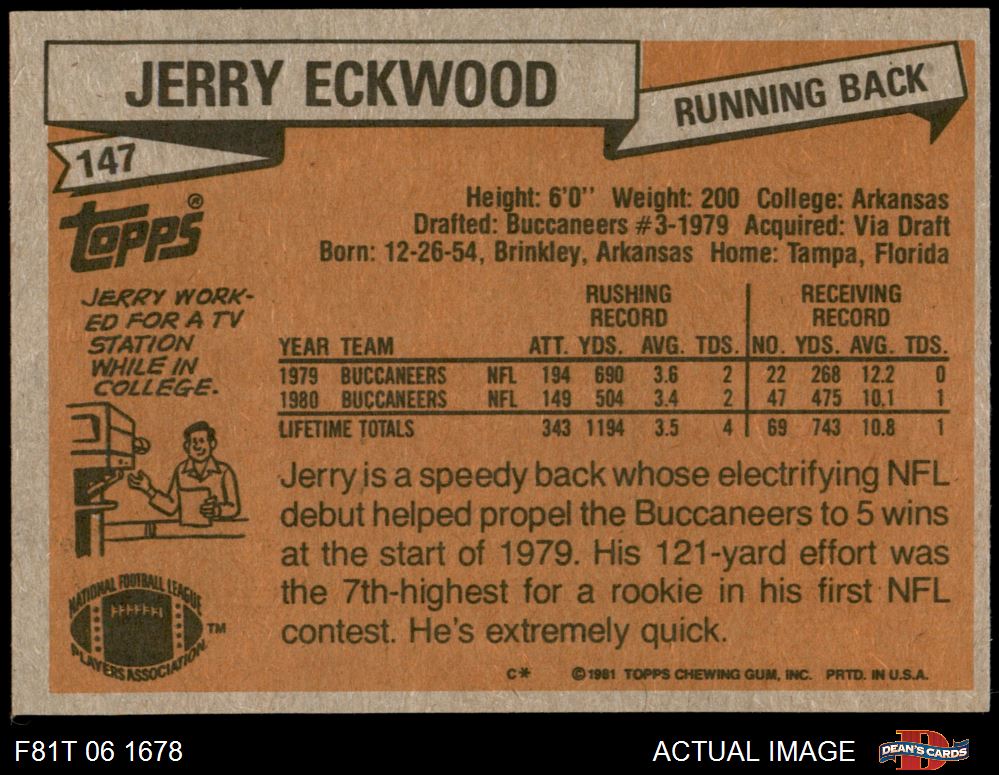 JERRY ECKWOOD
RUNNING BACK
147
TOPPS®
Height: 6'0'' Weight: 200 College: Arkansas
Drafted: Buccaneers #3-1979 Acquired: Via Draft
Born: 12-26-54, Brinkley, Arkansas Home: Tampa, Florida
JERRY WORK-
ED FOR A TV
STATION
WHILE IN
COLLEGE.
RUSHING RECEIVING
RECORD RECORD
YEAR TEAM ATT. YDS. AVG. TDS. NO. YDS. AVG. TDS.
1979 BUCCANEERS NFL 194 690 3.6 2 22 268 12.2 0
1980 BUCCANEERS NFL 149 504 3.4 2 47 475 10.1 1
LIFETIME TOTALS 343 1194 3.5 4 69 743 10.8 1
Jerry is a speedy back whose electrifying NFL
debut helped propel the Buccaneers to 5 wins
at the start of 1979. His 121-yard effort was
the 7th-highest for a rookie in his first NFL
contest. He's extremely quick.
NATIONAL FOOTBALL LEAGUE
PLAYERS ASSOCIATION
TM
C* © 1981 TOPPS CHEWING GUM, INC. PRTD. IN U.S.A.
F81T 06 1678
ACTUAL IMAGE
D
DEAN'S CARDS